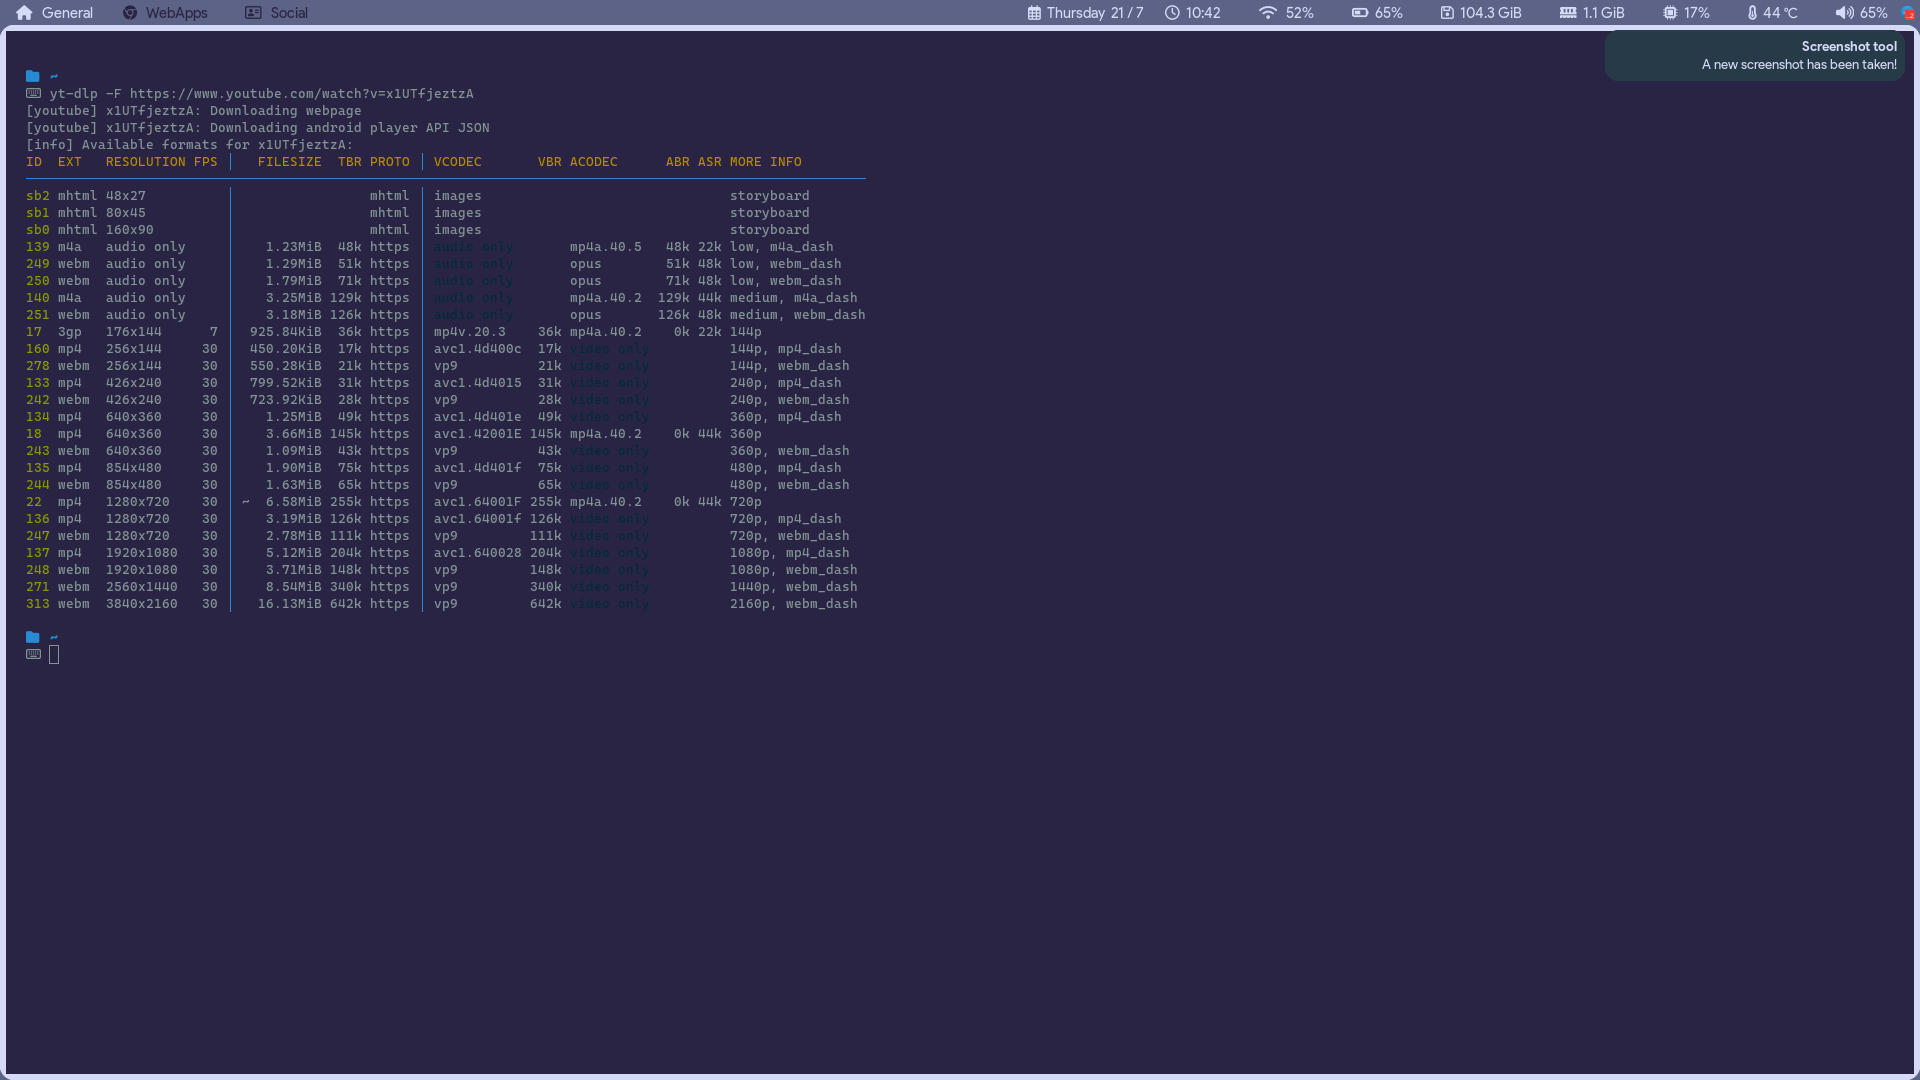 General WebApps Social Thursday 21 / 7 10:42 52% 65% 104.3 GiB 1.1 GiB 17% 44 °C 65%
Screenshot tool
A new screenshot has been taken!
~
yt-dlp -F https://www.youtube.com/watch?v=x1UTfjeztzA
[youtube] x1UTfjeztzA: Downloading webpage
[youtube] x1UTfjeztzA: Downloading android player API JSON
[info] Available formats for x1UTfjeztzA:
ID EXT RESOLUTION FPS │ FILESIZE TBR PROTO │ VCODEC VBR ACODEC ABR ASR MORE INFO
sb2 mhtml 48x27 │ mhtml │ images storyboard
sb1 mhtml 80x45 │ mhtml │ images storyboard
sb0 mhtml 160x90 │ mhtml │ images storyboard
139 m4a audio only │ 1.23MiB 48k https │ audio only mp4a.40.5 48k 22k low, m4a_dash
249 webm audio only │ 1.29MiB 51k https │ audio only opus 51k 48k low, webm_dash
250 webm audio only │ 1.79MiB 71k https │ audio only opus 71k 48k low, webm_dash
140 m4a audio only │ 3.25MiB 129k https │ audio only mp4a.40.2 129k 44k medium, m4a_dash
251 webm audio only │ 3.18MiB 126k https │ audio only opus 126k 48k medium, webm_dash
17 3gp 176x144 7 │ 925.84KiB 36k https │ mp4v.20.3 36k mp4a.40.2 0k 22k 144p
160 mp4 256x144 30 │ 450.20KiB 17k https │ avc1.4d400c 17k video only 144p, mp4_dash
278 webm 256x144 30 │ 550.28KiB 21k https │ vp9 21k video only 144p, webm_dash
133 mp4 426x240 30 │ 799.52KiB 31k https │ avc1.4d4015 31k video only 240p, mp4_dash
242 webm 426x240 30 │ 723.92KiB 28k https │ vp9 28k video only 240p, webm_dash
134 mp4 640x360 30 │ 1.25MiB 49k https │ avc1.4d401e 49k video only 360p, mp4_dash
18 mp4 640x360 30 │ 3.66MiB 145k https │ avc1.42001E 145k mp4a.40.2 0k 44k 360p
243 webm 640x360 30 │ 1.09MiB 43k https │ vp9 43k video only 360p, webm_dash
135 mp4 854x480 30 │ 1.90MiB 75k https │ avc1.4d401f 75k video only 480p, mp4_dash
244 webm 854x480 30 │ 1.63MiB 65k https │ vp9 65k video only 480p, webm_dash
22 mp4 1280x720 30 │ ~ 6.58MiB 255k https │ avc1.64001F 255k mp4a.40.2 0k 44k 720p
136 mp4 1280x720 30 │ 3.19MiB 126k https │ avc1.64001f 126k video only 720p, mp4_dash
247 webm 1280x720 30 │ 2.78MiB 111k https │ vp9 111k video only 720p, webm_dash
137 mp4 1920x1080 30 │ 5.12MiB 204k https │ avc1.640028 204k video only 1080p, mp4_dash
248 webm 1920x1080 30 │ 3.71MiB 148k https │ vp9 148k video only 1080p, webm_dash
271 webm 2560x1440 30 │ 8.54MiB 340k https │ vp9 340k video only 1440p, webm_dash
313 webm 3840x2160 30 │ 16.13MiB 642k https │ vp9 642k video only 2160p, webm_dash
~